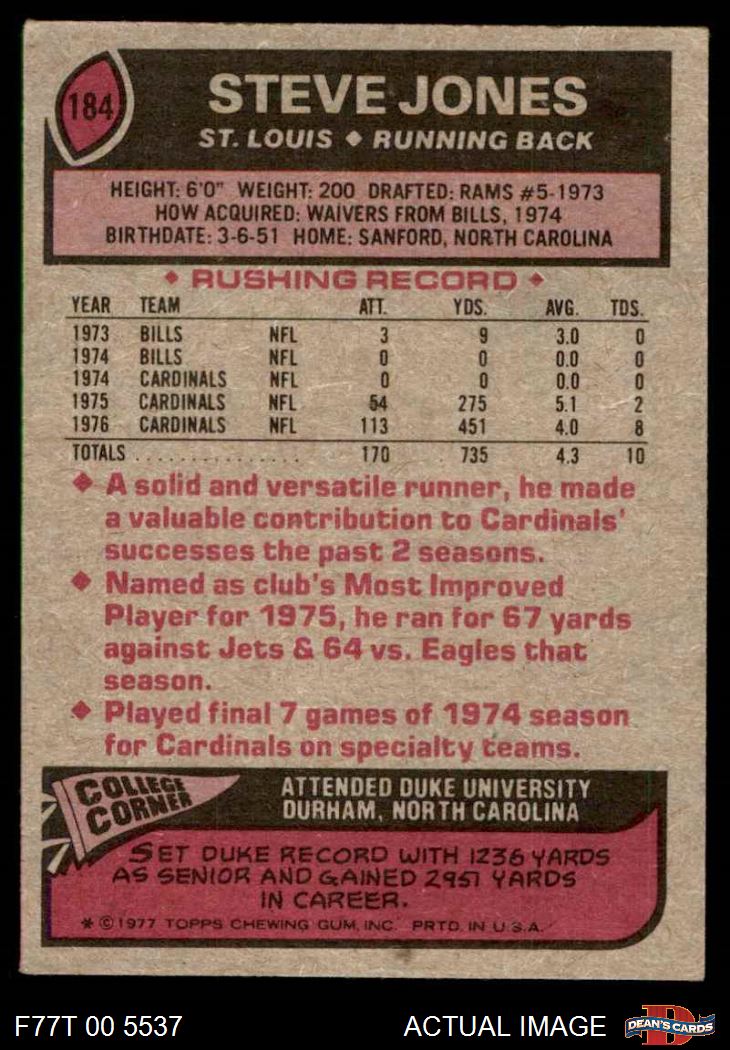 184
STEVE JONES
ST. LOUIS ◆ RUNNING BACK
HEIGHT: 6'0" WEIGHT: 200 DRAFTED: RAMS #5-1973
HOW ACQUIRED: WAIVERS FROM BILLS, 1974
BIRTHDATE: 3-6-51 HOME: SANFORD, NORTH CAROLINA
◆ RUSHING RECORD ◆
YEAR TEAM ATT. YDS. AVG. TDS.
1973 BILLS NFL 3 9 3.0 0
1974 BILLS NFL 0 0 0.0 0
1974 CARDINALS NFL 0 0 0.0 0
1975 CARDINALS NFL 54 275 5.1 2
1976 CARDINALS NFL 113 451 4.0 8
TOTALS . . . . . . . . . . . . . . . 170 735 4.3 10
◆ A solid and versatile runner, he made
a valuable contribution to Cardinals'
successes the past 2 seasons.
◆ Named as club's Most Improved
Player for 1975, he ran for 67 yards
against Jets & 64 vs. Eagles that
season.
◆ Played final 7 games of 1974 season
for Cardinals on specialty teams.
COLLEGE
CORNER
ATTENDED DUKE UNIVERSITY
DURHAM, NORTH CAROLINA
SET DUKE RECORD WITH 1236 YARDS
AS SENIOR AND GAINED 2951 YARDS
IN CAREER.
* © 1977 TOPPS CHEWING GUM, INC. PRTD. IN U.S.A.
F77T 00 5537
ACTUAL IMAGE
D
DEAN'S CARDS